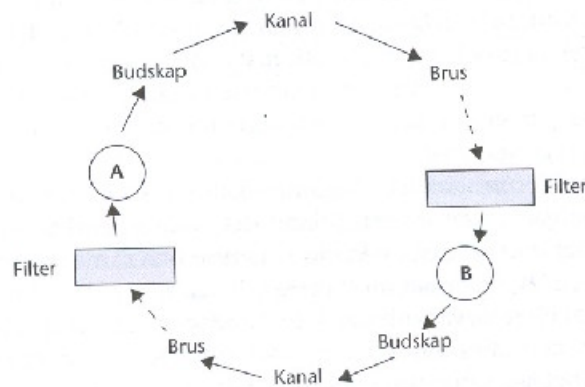 Kanal
Budskap
Brus
A
Filter
B
Filter
Budskap
Brus
Kanal